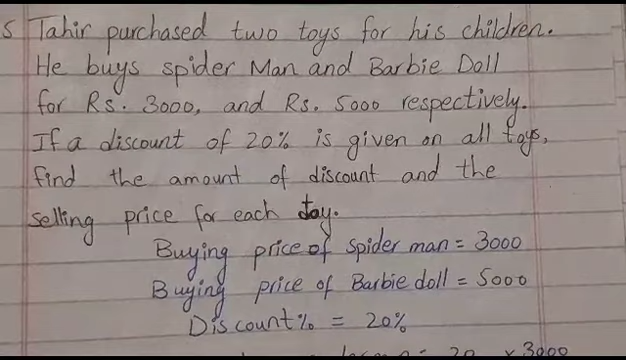 5 Tahir purchased two toys for his children.
He buys spider Man and Barbie Doll
for Rs. 3000, and Rs. 5000 respectively.
If a discount of 20% is given on all toys,
find the amount of discount and the
selling price for each toy.
Buying price of spider man = 3000
Buying price of Barbie doll = 5000
Discount% = 20%
20 x 3000